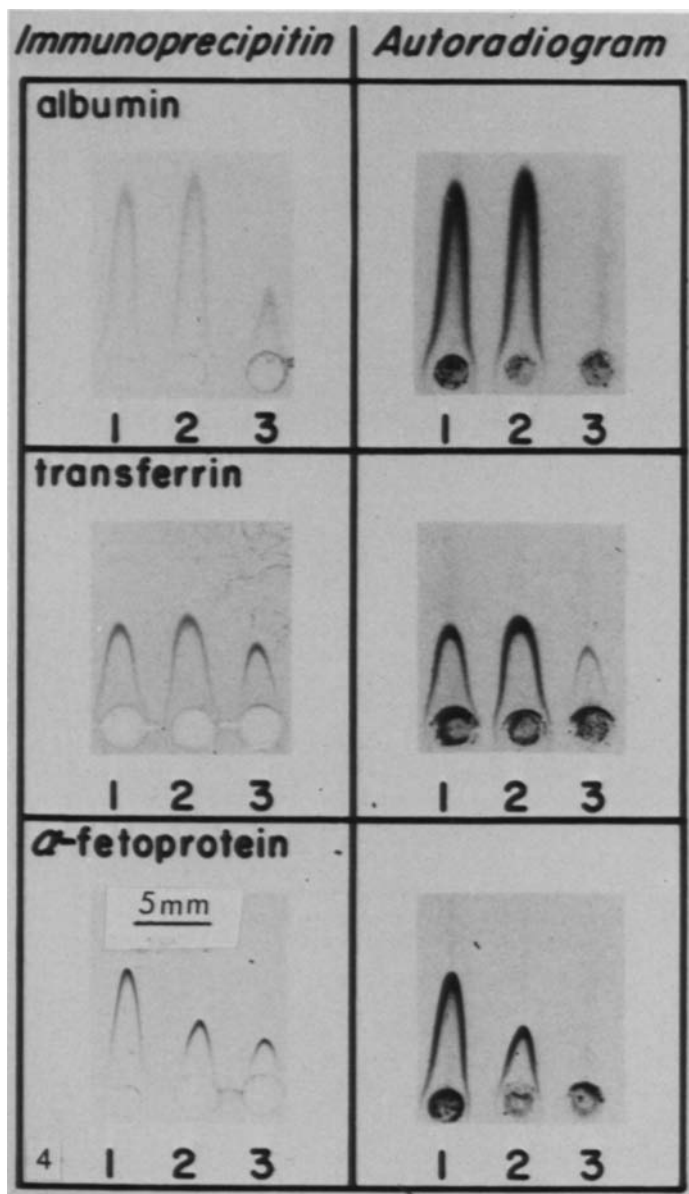 Immunoprecipitin Autoradiogram
albumin
1 2 3 1 2 3
transferrin
1 2 3 1 2 3
α-fetoprotein
5mm
4 1 2 3 1 2 3